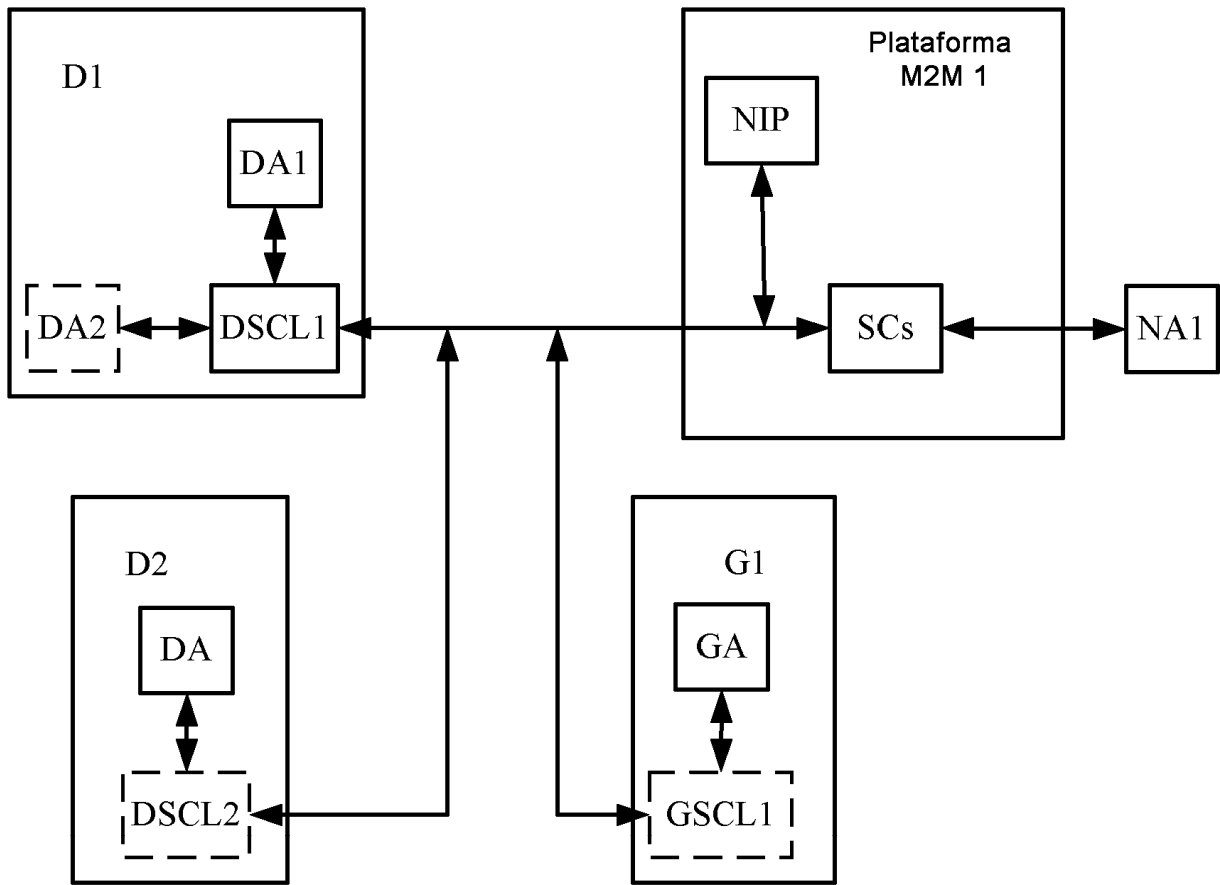 D1
DA1
DA2
DSCL1
Plataforma
M2M 1
NIP
SCs
NA1
D2
DA
DSCL2
G1
GA
GSCL1